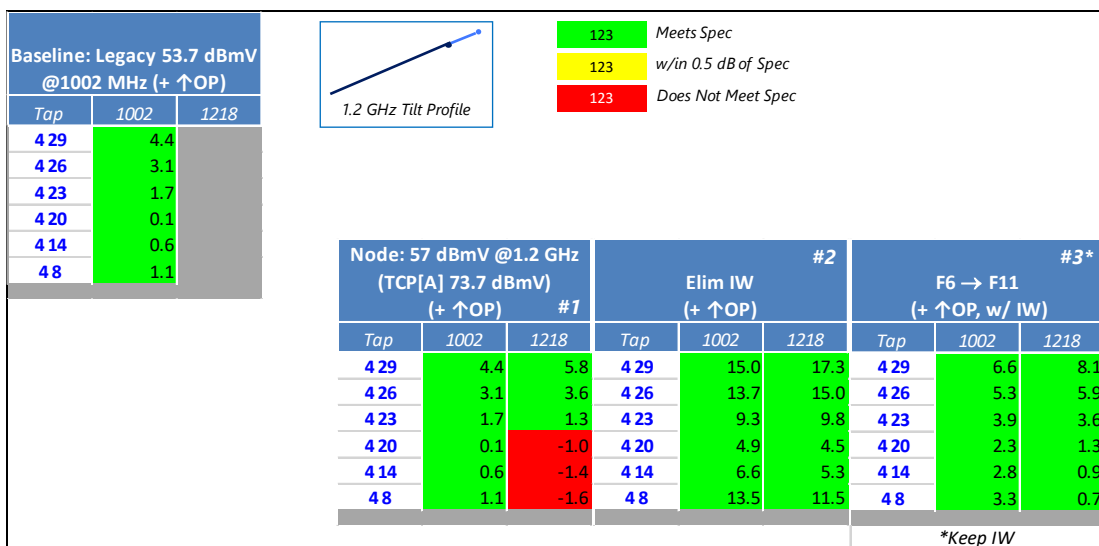 Baseline: Legacy 53.7 dBmV
@1002 MHz (+ ↑OP)
Tap 1002 1218
4 29 4.4
4 26 3.1
4 23 1.7
4 20 0.1
4 14 0.6
4 8 1.1
1.2 GHz Tilt Profile
123 Meets Spec
123 w/in 0.5 dB of Spec
123 Does Not Meet Spec
Node: 57 dBmV @1.2 GHz
(TCP[A] 73.7 dBmV)
(+ ↑OP) #1
#2
Elim IW
(+ ↑OP)
#3*
F6 → F11
(+ ↑OP, w/ IW)
Tap 1002 1218 Tap 1002 1218 Tap 1002 1218
4 29 4.4 5.8 4 29 15.0 17.3 4 29 6.6 8.1
4 26 3.1 3.6 4 26 13.7 15.0 4 26 5.3 5.9
4 23 1.7 1.3 4 23 9.3 9.8 4 23 3.9 3.6
4 20 0.1 -1.0 4 20 4.9 4.5 4 20 2.3 1.3
4 14 0.6 -1.4 4 14 6.6 5.3 4 14 2.8 0.9
4 8 1.1 -1.6 4 8 13.5 11.5 4 8 3.3 0.7
*Keep IW